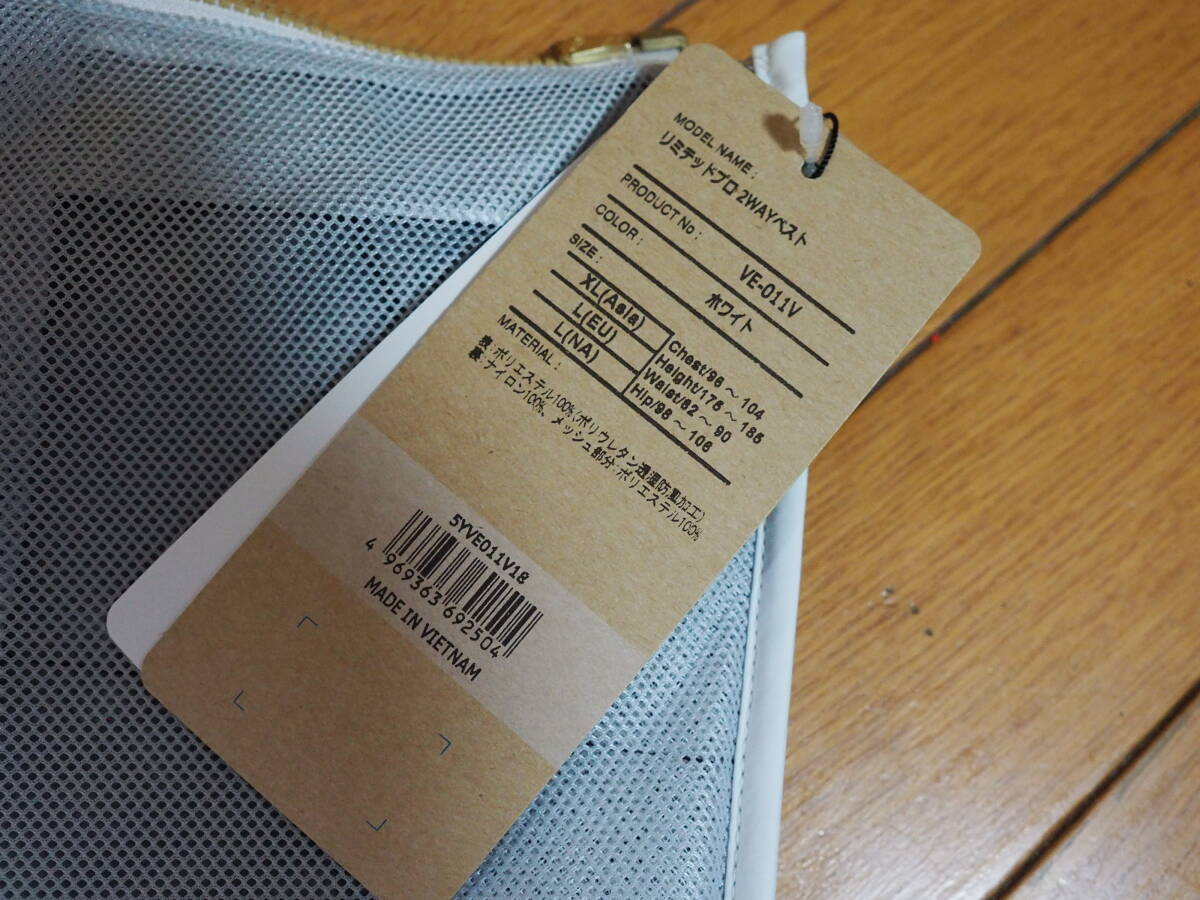 MODEL NAME :
リミテッドプロ 2WAYベスト
PRODUCT No :
VE-011V
COLOR :
ホワイト
SIZE :
XL(Asia)
L(EU)
L(NA)
Chest/96 ～ 104
Height/175 ～ 185
Waist/82 ～ 90
Hip/98 ～ 106
MATERIAL :
表:ポリエステル100%(ポリウレタン透湿防風加工)
裏:ナイロン100%、メッシュ部分:ポリエステル100%
5YVE011V18
4 969363 692504
MADE IN VIETNAM